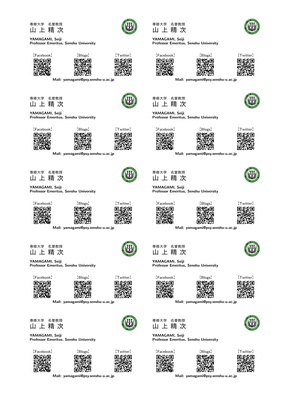 専修大学　名誉教授
山 上 精 次
YAMAGAMI, Seiji
Professor Emeritus, Senshu University
[Facebook] [Blogs] [Twitter]
Mail: yamagami@psy.senshu-u.ac.jp
専修大学　名誉教授
山 上 精 次
YAMAGAMI, Seiji
Professor Emeritus, Senshu University
[Facebook] [Blogs] [Twitter]
Mail: yamagami@psy.senshu-u.ac.jp
専修大学　名誉教授
山 上 精 次
YAMAGAMI, Seiji
Professor Emeritus, Senshu University
[Facebook] [Blogs] [Twitter]
Mail: yamagami@psy.senshu-u.ac.jp
専修大学　名誉教授
山 上 精 次
YAMAGAMI, Seiji
Professor Emeritus, Senshu University
[Facebook] [Blogs] [Twitter]
Mail: yamagami@psy.senshu-u.ac.jp
専修大学　名誉教授
山 上 精 次
YAMAGAMI, Seiji
Professor Emeritus, Senshu University
[Facebook] [Blogs] [Twitter]
Mail: yamagami@psy.senshu-u.ac.jp
専修大学　名誉教授
山 上 精 次
YAMAGAMI, Seiji
Professor Emeritus, Senshu University
[Facebook] [Blogs] [Twitter]
Mail: yamagami@psy.senshu-u.ac.jp
専修大学　名誉教授
山 上 精 次
YAMAGAMI, Seiji
Professor Emeritus, Senshu University
[Facebook] [Blogs] [Twitter]
Mail: yamagami@psy.senshu-u.ac.jp
専修大学　名誉教授
山 上 精 次
YAMAGAMI, Seiji
Professor Emeritus, Senshu University
[Facebook] [Blogs] [Twitter]
Mail: yamagami@psy.senshu-u.ac.jp
専修大学　名誉教授
山 上 精 次
YAMAGAMI, Seiji
Professor Emeritus, Senshu University
[Facebook] [Blogs] [Twitter]
Mail: yamagami@psy.senshu-u.ac.jp
専修大学　名誉教授
山 上 精 次
YAMAGAMI, Seiji
Professor Emeritus, Senshu University
[Facebook] [Blogs] [Twitter]
Mail: yamagami@psy.senshu-u.ac.jp